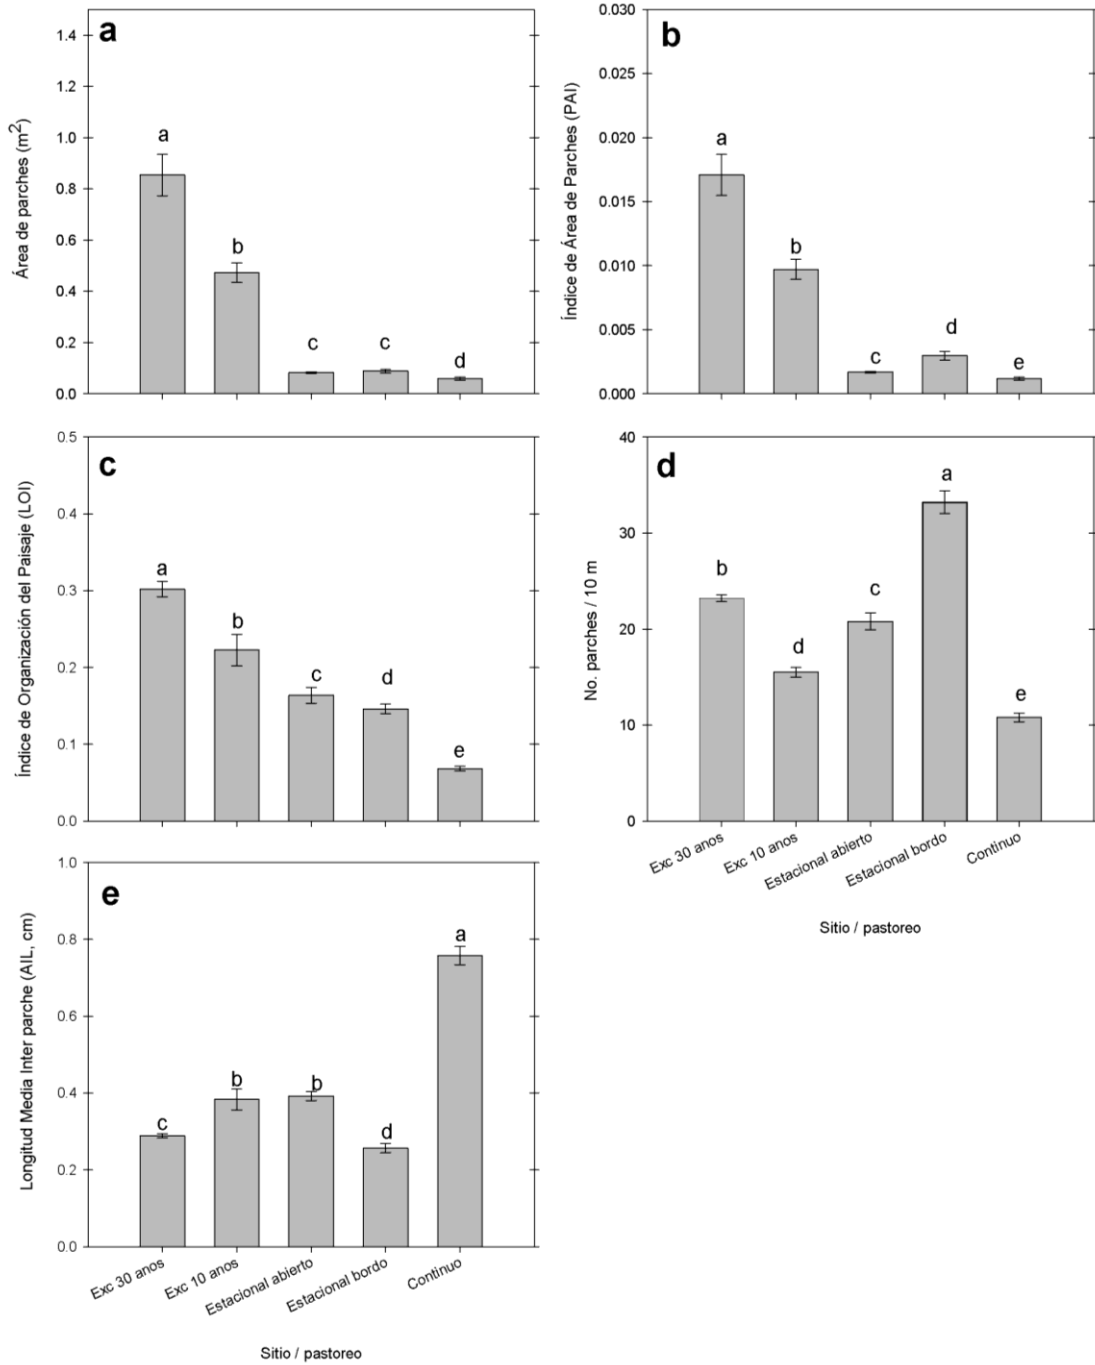 a
Área de parches (m2)
1.4
1.2
1.0
0.8
0.6
0.4
0.2
0.0
a
b
c
c
d
b
Índice de Área de Parches (PAI)
0.030
0.025
0.020
0.015
0.010
0.005
0.000
a
b
c
d
e
c
Índice de Organización del Paisaje (LOI)
0.5
0.4
0.3
0.2
0.1
0.0
a
b
c
d
e
d
No. parches / 10 m
40
30
20
10
0
b
d
c
a
e
Exc 30 anos
Exc 10 anos
Estacional abierto
Estacional bordo
Continuo
Sitio / pastoreo
e
Longitud Media Inter parche (AIL, cm)
1.0
0.8
0.6
0.4
0.2
0.0
c
b
b
d
a
Exc 30 anos
Exc 10 anos
Estacional abierto
Estacional bordo
Continuo
Sitio / pastoreo